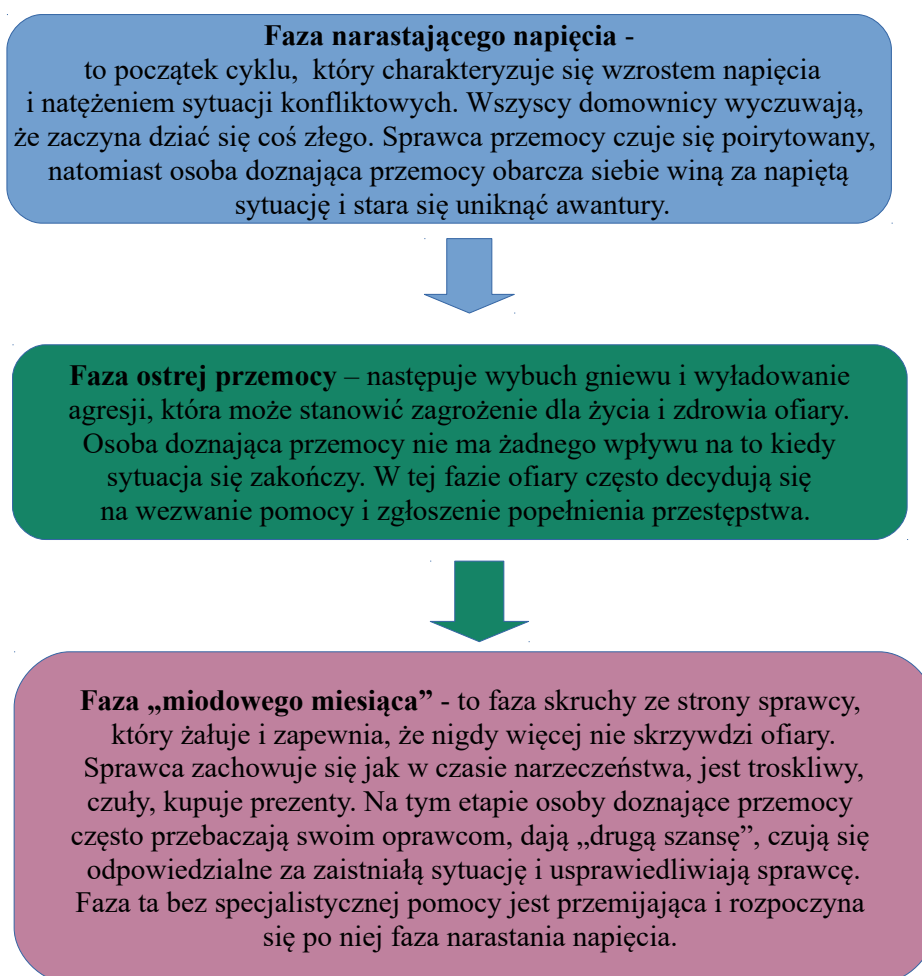 Faza narastającego napięcia -
to początek cyklu, który charakteryzuje się wzrostem napięcia
i natężeniem sytuacji konfliktowych. Wszyscy domownicy wyczuwają,
że zaczyna dziać się coś złego. Sprawca przemocy czuje się poirytowany,
natomiast osoba doznająca przemocy obarcza siebie winą za napiętą
sytuację i stara się uniknąć awantury.
Faza ostrej przemocy – następuje wybuch gniewu i wyładowanie
agresji, która może stanowić zagrożenie dla życia i zdrowia ofiary.
Osoba doznająca przemocy nie ma żadnego wpływu na to kiedy
sytuacja się zakończy. W tej fazie ofiary często decydują się
na wezwanie pomocy i zgłoszenie popełnienia przestępstwa.
Faza „miodowego miesiąca” - to faza skruchy ze strony sprawcy,
który żałuje i zapewnia, że nigdy więcej nie skrzywdzi ofiary.
Sprawca zachowuje się jak w czasie narzeczeństwa, jest troskliwy,
czuły, kupuje prezenty. Na tym etapie osoby doznające przemocy
często przebaczają swoim oprawcom, dają „drugą szansę”, czują się
odpowiedzialne za zaistniałą sytuację i usprawiedliwiają sprawcę.
Faza ta bez specjalistycznej pomocy jest przemijająca i rozpoczyna
się po niej faza narastania napięcia.